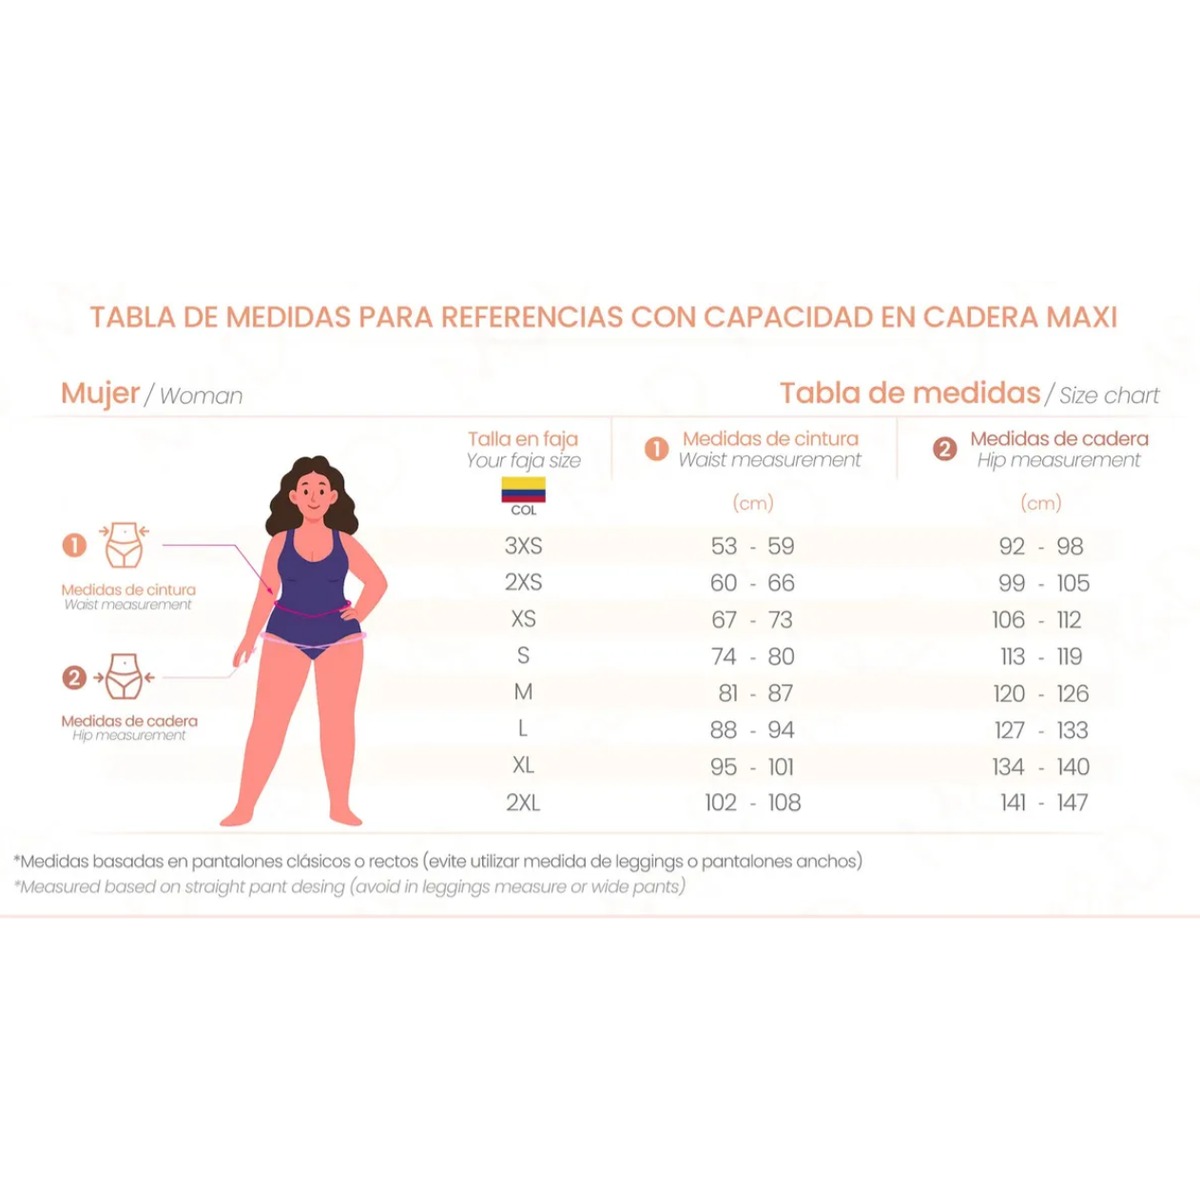 TABLA DE MEDIDAS PARA REFERENCIAS CON CAPACIDAD EN CADERA MAXI
Mujer / Woman
Tabla de medidas / Size chart
Talla en faja
Your faja size
COL
1 Medidas de cintura
Waist measurement
(cm)
2 Medidas de cadera
Hip measurement
(cm)
3XS 53 - 59 92 - 98
2XS 60 - 66 99 - 105
XS 67 - 73 106 - 112
S 74 - 80 113 - 119
M 81 - 87 120 - 126
L 88 - 94 127 - 133
XL 95 - 101 134 - 140
2XL 102 - 108 141 - 147
1
Medidas de cintura
Waist measurement
2
Medidas de cadera
Hip measurement
*Medidas basadas en pantalones clásicos o rectos (evite utilizar medida de leggings o pantalones anchos)
*Measured based on straight pant desing (avoid in leggings measure or wide pants)